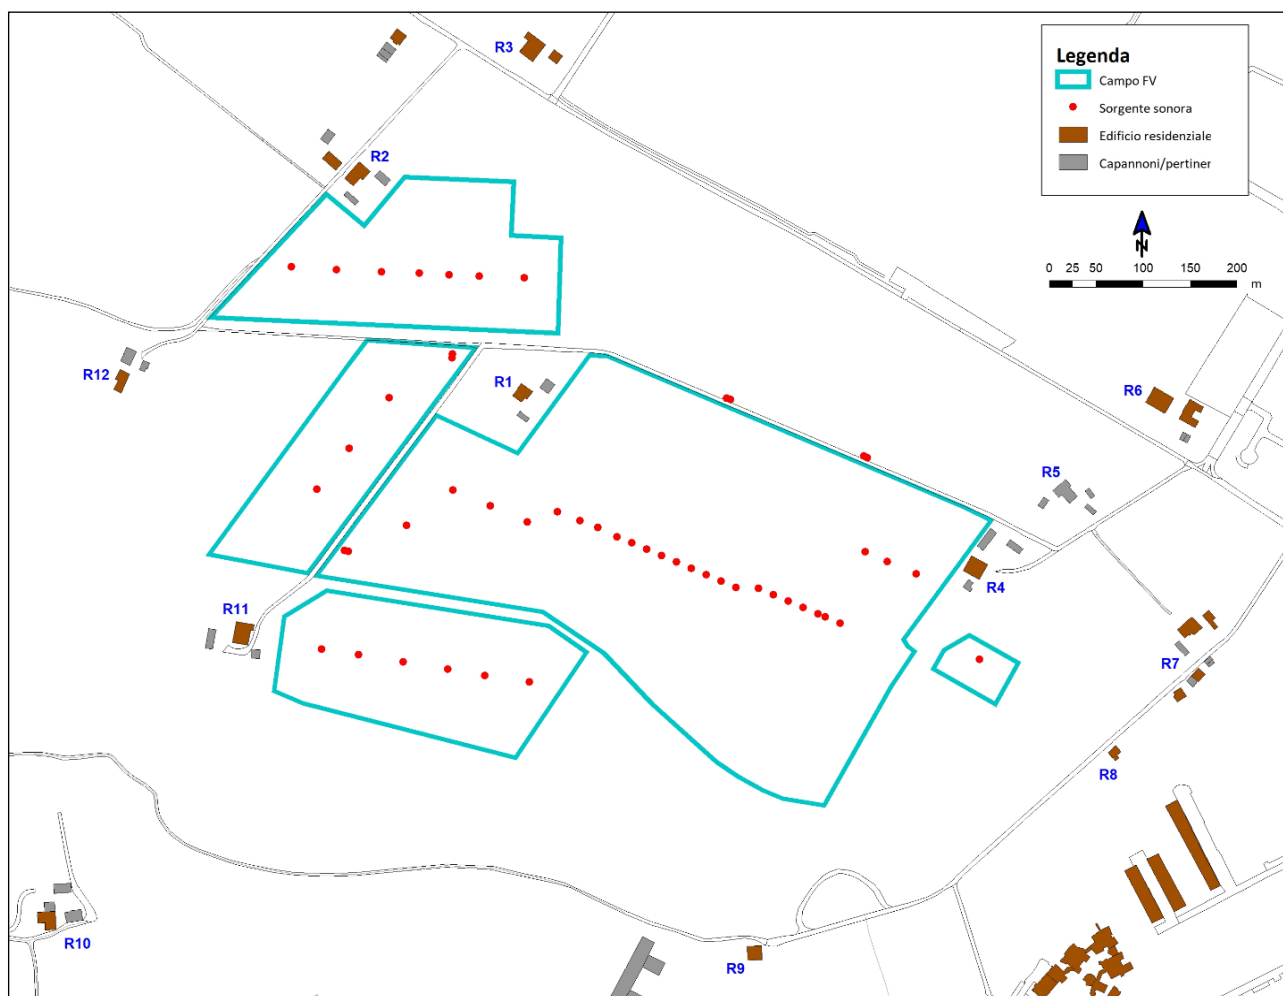 R3
Legenda
Campo FV
Sorgente sonora
Edificio residenziale
Capannoni/pertiner
R2
N
0 25 50 100 150 200
m
R12
R1
R6
R5
R4
R11
R7
R8
R10
R9